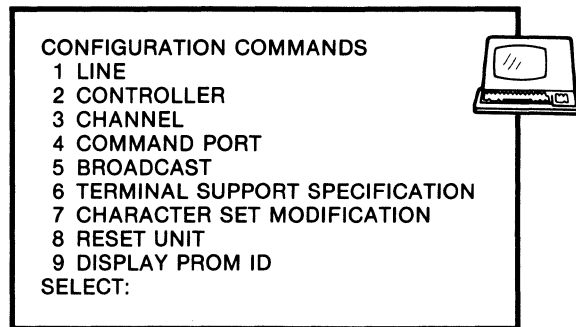 CONFIGURATION COMMANDS
1 LINE
2 CONTROLLER
3 CHANNEL
4 COMMAND PORT
5 BROADCAST
6 TERMINAL SUPPORT SPECIFICATION
7 CHARACTER SET MODIFICATION
8 RESET UNIT
9 DISPLAY PROM ID
SELECT: